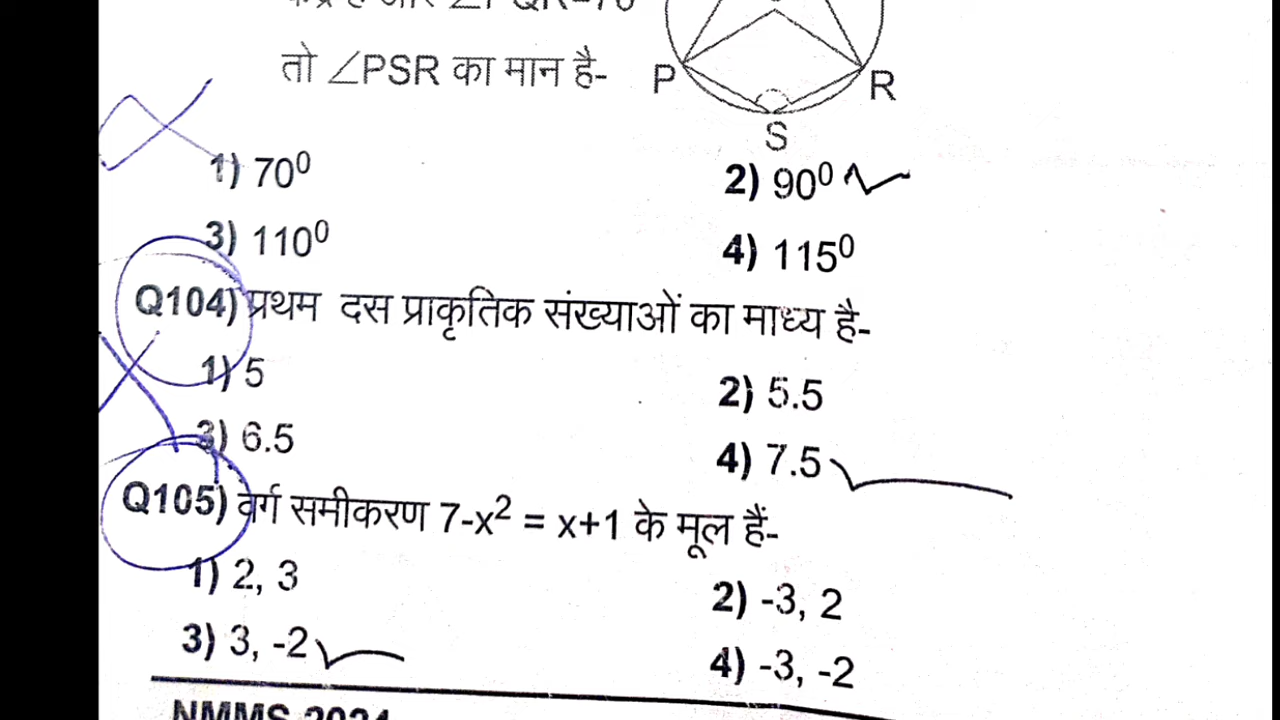 तो ∠PSR का मान है-
P
R
S
1) 70⁰
2) 90⁰
3) 110⁰
4) 115⁰
Q104) प्रथम दस प्राकृतिक संख्याओं का माध्य है-
1) 5
2) 5.5
3) 6.5
4) 7.5
Q105) वर्ग समीकरण 7-x² = x+1 के मूल हैं-
1) 2, 3
2) -3, 2
3) 3, -2
4) -3, -2
NMMS 2024